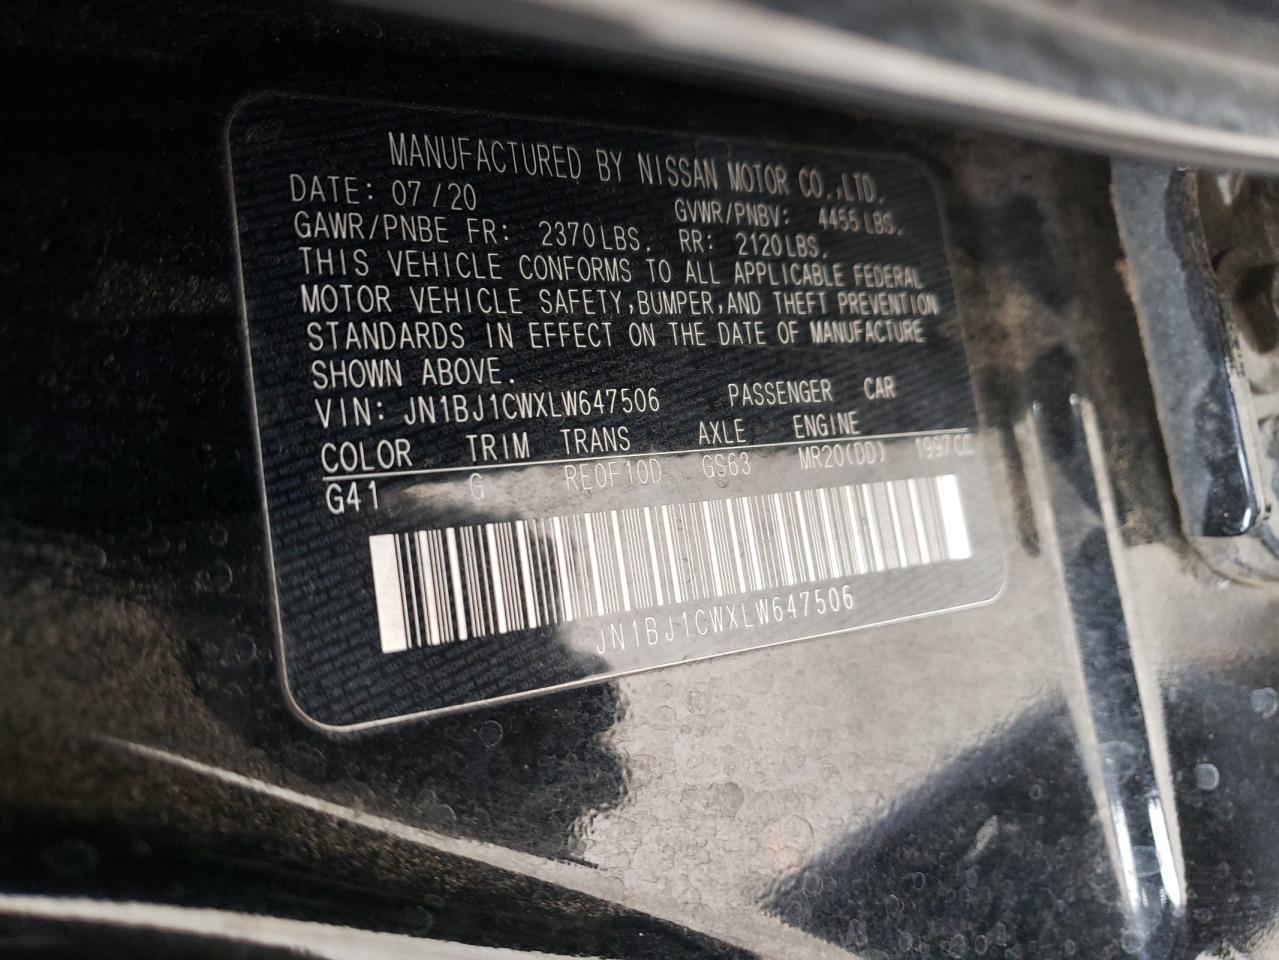 MANUFACTURED BY NISSAN MOTOR CO.,LTD.
DATE: 07/20 GVWR/PNBV: 4455 LBS.
GAWR/PNBE FR: 2370LBS. RR: 2120LBS.
THIS VEHICLE CONFORMS TO ALL APPLICABLE FEDERAL
MOTOR VEHICLE SAFETY,BUMPER,AND THEFT PREVENTION
STANDARDS IN EFFECT ON THE DATE OF MANUFACTURE
SHOWN ABOVE.
VIN: JN1BJ1CWXLW647506 PASSENGER CAR
COLOR TRIM TRANS AXLE ENGINE
G41 G REOF10D GS63 MR20(DD) 1997CC
JN1BJ1CWXLW647506